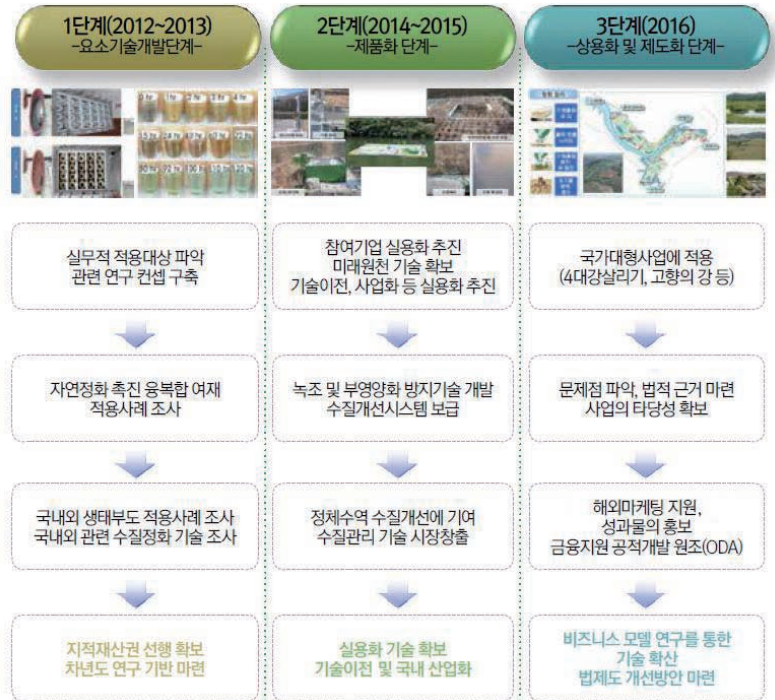 1단계(2012~2013)
-요소기술개발단계-
실무적 적용대상 파악
관련 연구 컨셉 구축
자연정화 촉진 융복합 여재
적용사례 조사
국내외 생태부도 적용사례 조사
국내외 관련 수질정화 기술 조사
지적재산권 선행 확보
차년도 연구 기반 마련
2단계(2014~2015)
-제품화 단계-
참여기업 실용화 추진
미래원천 기술 확보
기술이전, 사업화 등 실용화 추진
녹조 및 부영양화 방지기술 개발
수질개선시스템 보급
정체수역 수질개선에 기여
수질관리 기술 시장창출
실용화 기술 확보
기술이전 및 국내 산업화
3단계(2016)
-상용화 및 제도화 단계-
국가대형사업에 적용
(4대강살리기, 고향의 강 등)
문제점 파악, 법적 근거 마련
사업의 타당성 확보
해외마케팅 지원,
성과물의 홍보
금융지원 공적개발 원조(ODA)
비즈니스 모델 연구를 통한
기술 확산
법제도 개선방안 마련